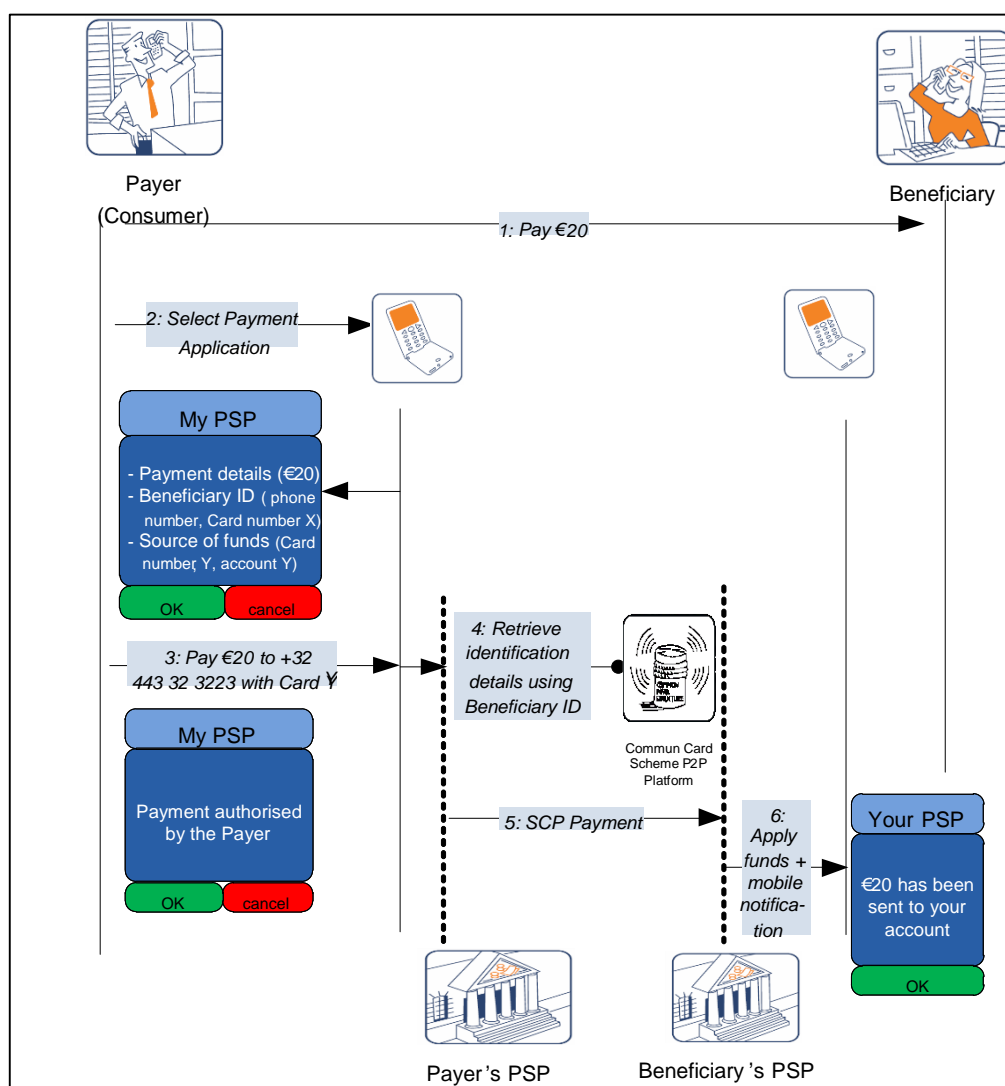 Payer
(Consumer)
Beneficiary
1: Pay €20
2: Select Payment
Application
My PSP
- Payment details (€20)
- Beneficiary ID ( phone
number, Card number X)
- Source of funds (Card
number, Y, account Y)
OK
cancel
3: Pay €20 to +32
443 32 3223 with Card Y
4: Retrieve
identification
details using
Beneficiary ID
COMMON
Commun Card
Scheme P2P
Platform
My PSP
Payment authorised
by the Payer
OK
cancel
5: SCP Payment
6:
Apply
funds +
mobile
notifica-
tion
Your PSP
€20 has been
sent to your
account
OK
Payer's PSP
Beneficiary's PSP